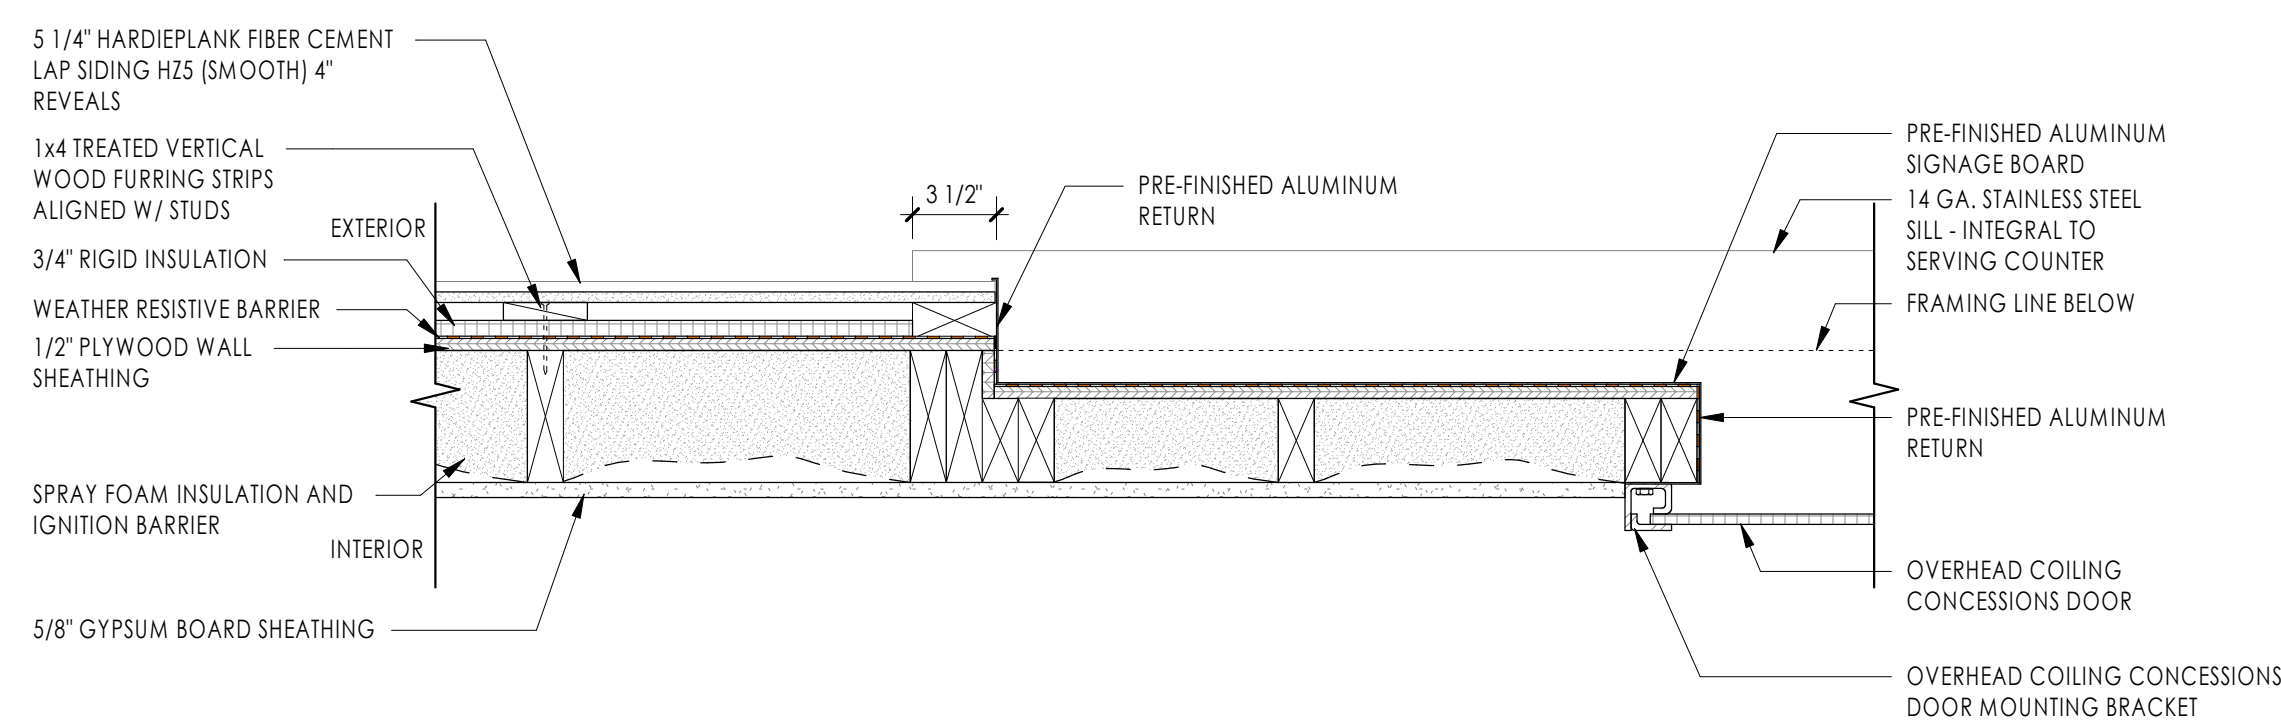 5 1/4" HARDIEPLANK FIBER CEMENT
LAP SIDING HZ5 (SMOOTH) 4"
REVEALS
1x4 TREATED VERTICAL
WOOD FURRING STRIPS
ALIGNED W/ STUDS
EXTERIOR
3/4" RIGID INSULATION
WEATHER RESISTIVE BARRIER
1/2" PLYWOOD WALL
SHEATHING
SPRAY FOAM INSULATION AND
IGNITION BARRIER
INTERIOR
5/8" GYPSUM BOARD SHEATHING
3 1/2"
PRE-FINISHED ALUMINUM
RETURN
PRE-FINISHED ALUMINUM
SIGNAGE BOARD
14 GA. STAINLESS STEEL
SILL - INTEGRAL TO
SERVING COUNTER
FRAMING LINE BELOW
PRE-FINISHED ALUMINUM
RETURN
OVERHEAD COILING
CONCESSIONS DOOR
OVERHEAD COILING CONCESSIONS
DOOR MOUNTING BRACKET